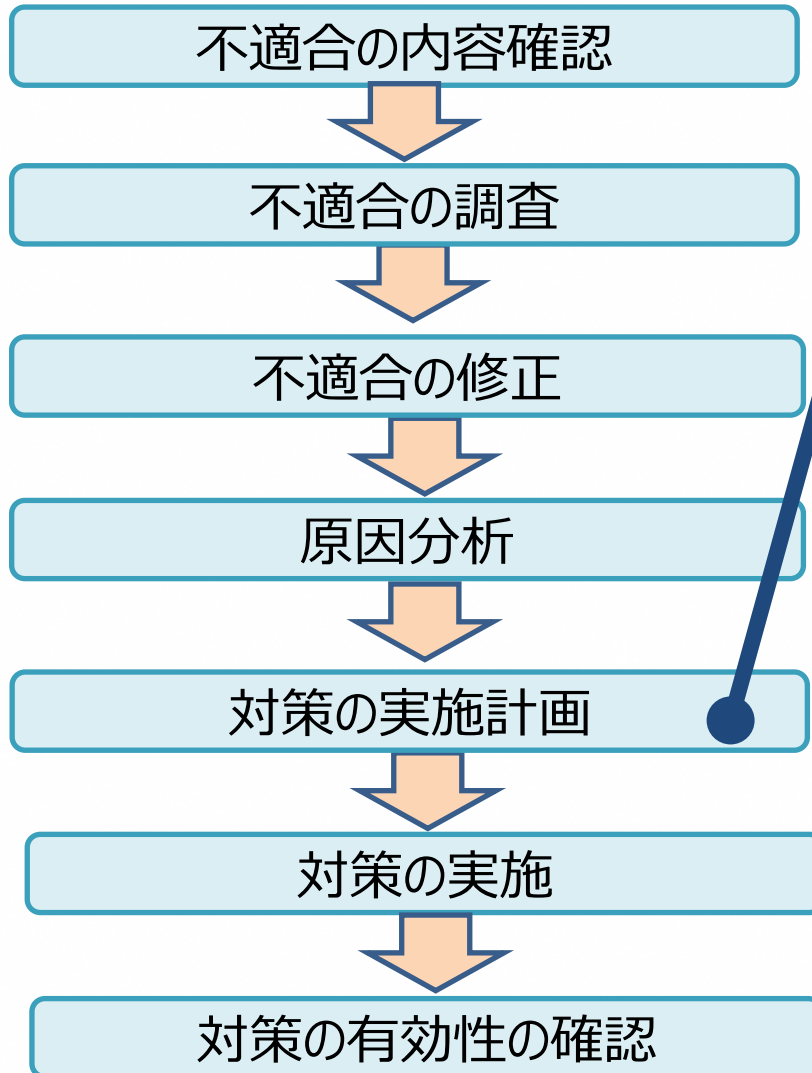 不適合の内容確認
不適合の調査
不適合の修正
原因分析
対策の実施計画
対策の実施
対策の有効性の確認